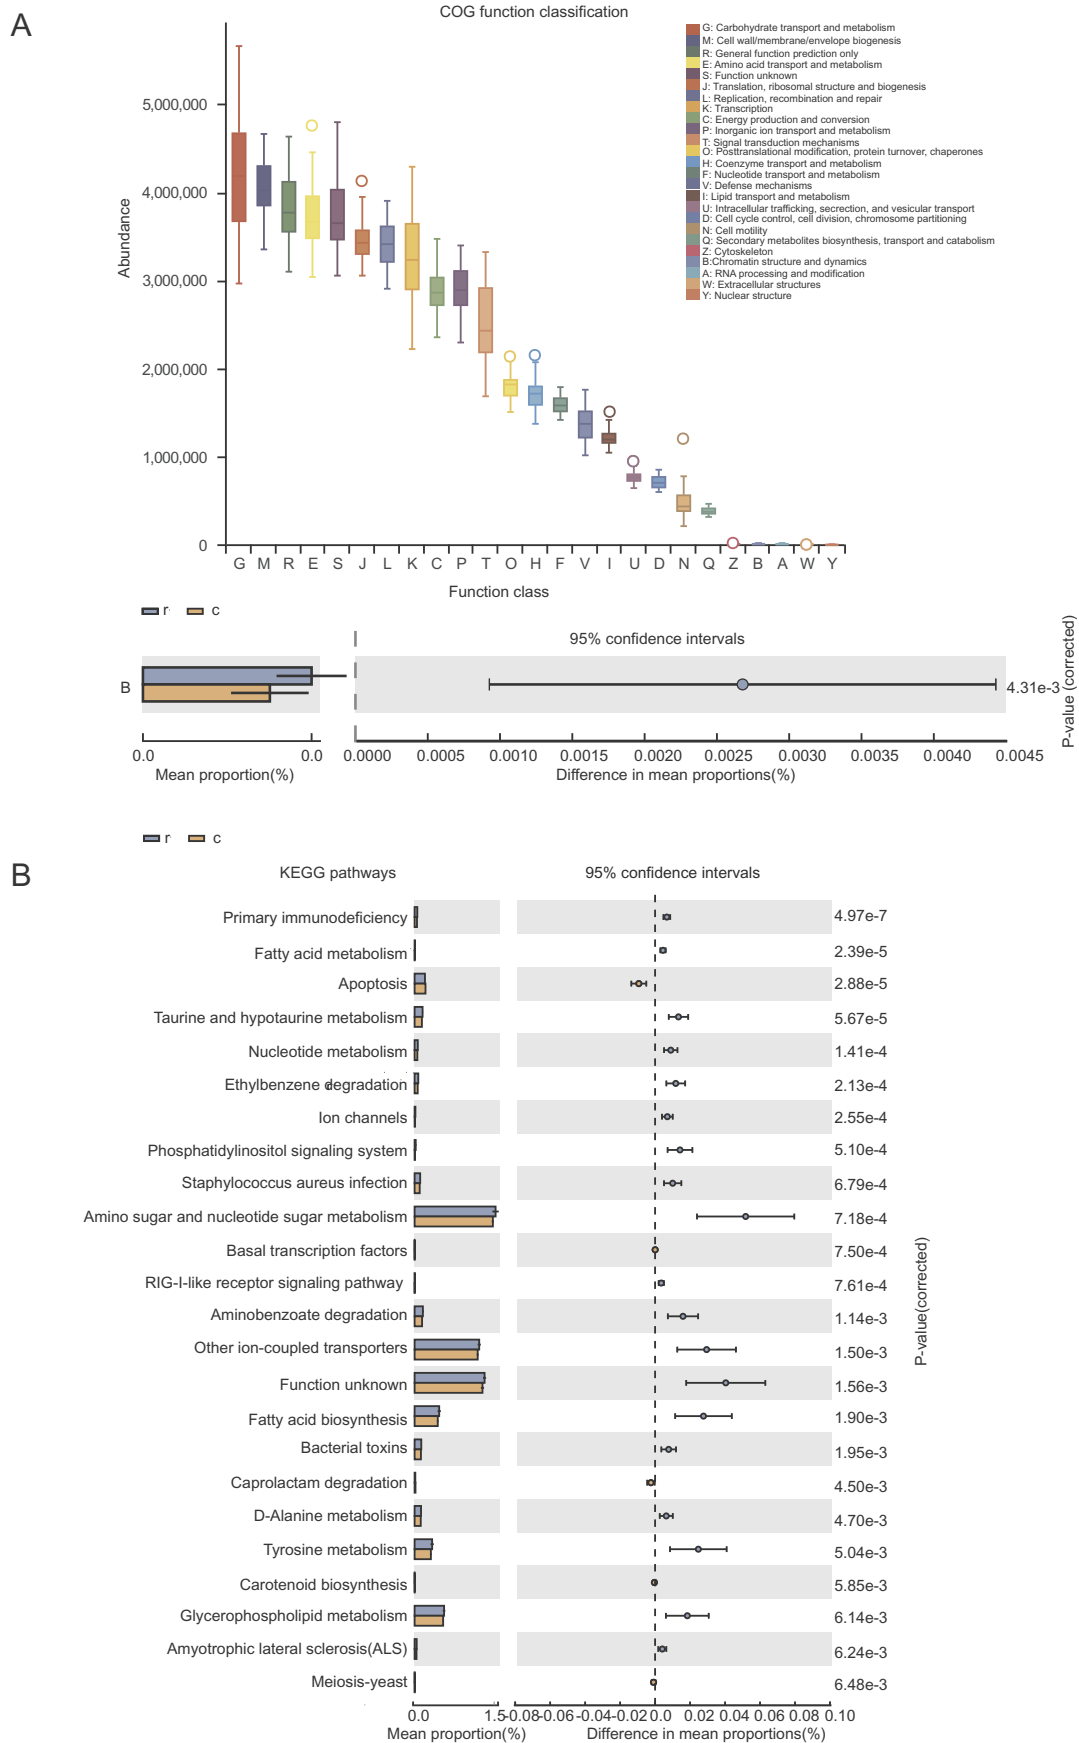 A
COG function classification
G: Carbohydrate transport and metabolism
M: Cell wall/membrane/envelope biogenesis
R: General function prediction only
E: Amino acid transport and metabolism
S: Function unknown
J: Translation, ribosomal structure and biogenesis
L: Replication, recombination and repair
K: Transcription
C: Energy production and conversion
P: Inorganic ion transport and metabolism
T: Signal transduction mechanisms
O: Posttranslational modification, protein turnover, chaperones
H: Coenzyme transport and metabolism
F: Nucleotide transport and metabolism
V: Defense mechanisms
I: Lipid transport and metabolism
U: Intracellular trafficking, secretion, and vesicular transport
D: Cell cycle control, cell division, chromosome partitioning
N: Cell motility
Q: Secondary metabolites biosynthesis, transport and catabolism
Z: Cytoskeleton
B:Chromatin structure and dynamics
A: RNA processing and modification
W: Extracellular structures
Y: Nuclear structure
Abundance
5,000,000
4,000,000
3,000,000
2,000,000
1,000,000
0
G M R E S J L K C P T O H F V I U D N Q Z B A W Y
Function class
r c
95% confidence intervals
B
4.31e-3
P-value (corrected)
0.0 0.0 0.0000 0.0005 0.0010 0.0015 0.0020 0.0025 0.0030 0.0035 0.0040 0.0045
Mean proportion(%) Difference in mean proportions(%)
r c
B
KEGG pathways 95% confidence intervals
Primary immunodeficiency 4.97e-7
Fatty acid metabolism 2.39e-5
Apoptosis 2.88e-5
Taurine and hypotaurine metabolism 5.67e-5
Nucleotide metabolism 1.41e-4
Ethylbenzene degradation 2.13e-4
Ion channels 2.55e-4
Phosphatidylinositol signaling system 5.10e-4
Staphylococcus aureus infection 6.79e-4
Amino sugar and nucleotide sugar metabolism 7.18e-4
Basal transcription factors 7.50e-4
RIG-I-like receptor signaling pathway 7.61e-4
Aminobenzoate degradation 1.14e-3
Other ion-coupled transporters 1.50e-3
Function unknown 1.56e-3
Fatty acid biosynthesis 1.90e-3
Bacterial toxins 1.95e-3
Caprolactam degradation 4.50e-3
D-Alanine metabolism 4.70e-3
Tyrosine metabolism 5.04e-3
Carotenoid biosynthesis 5.85e-3
Glycerophospholipid metabolism 6.14e-3
Amyotrophic lateral sclerosis(ALS) 6.24e-3
Meiosis-yeast 6.48e-3
P-value(corrected)
0.0 1.5 -0.08 -0.06 -0.04 -0.02 0.0 0.02 0.04 0.06 0.08 0.10
Mean proportion(%) Difference in mean proportions(%)